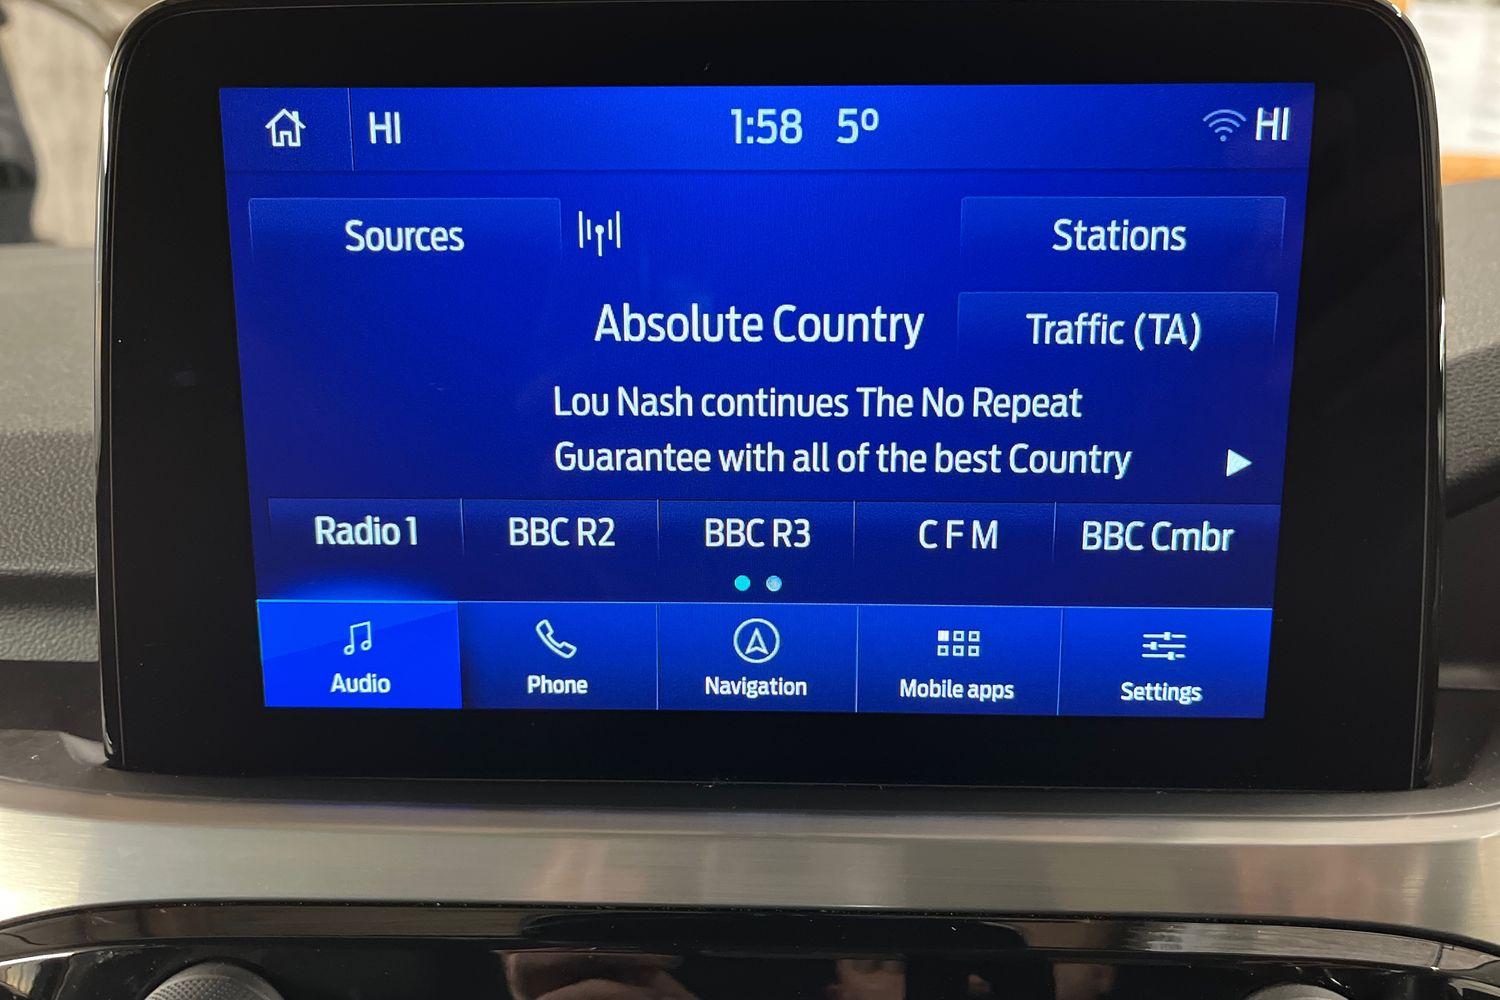 HI 1:58 5º HI
Sources Stations
Absolute Country Traffic (TA)
Lou Nash continues The No Repeat
Guarantee with all of the best Country
Radio 1 BBC R2 BBC R3 C F M BBC Cmbr
Audio Phone Navigation Mobile apps Settings